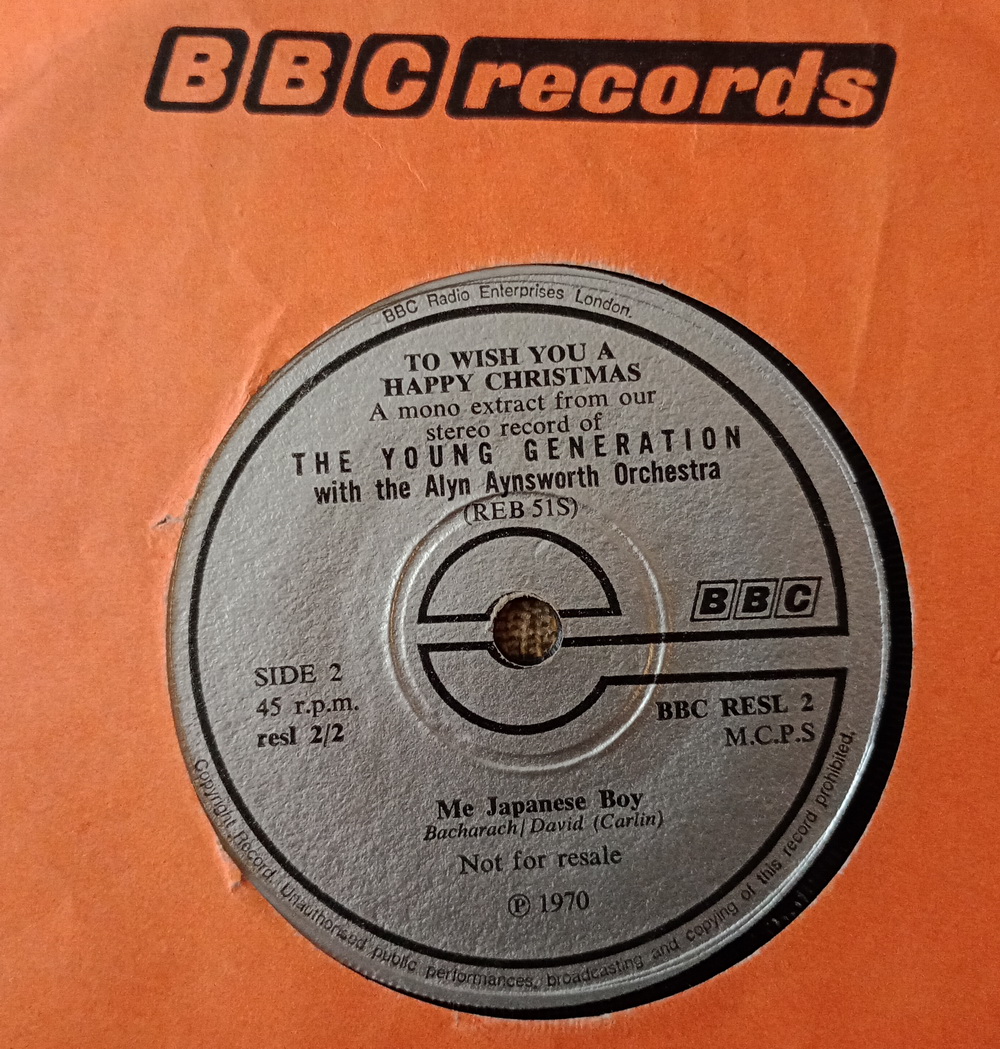 BBC records
BBC Radio Enterprises London.
TO WISH YOU A
HAPPY CHRISTMAS
A mono extract from our
stereo record of
THE YOUNG GENERATION
with the Alyn Aynsworth Orchestra
(REB 51S)
BBC
SIDE 2
45 r.p.m.
resl 2/2
BBC RESL 2
M.C.P.S
Me Japanese Boy
Bacharach/David (Carlin)
Not for resale
Ⓟ 1970
Copyright Record. Unauthorised public performances, broadcasting and copying of this record prohibited.